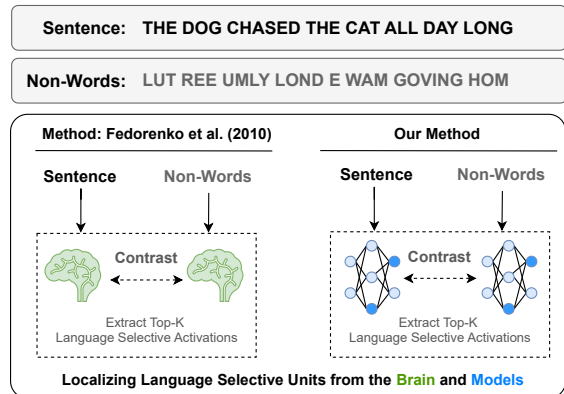 Sentence: THE DOG CHASED THE CAT ALL DAY LONG
Non-Words: LUT REE UMLY LOND E WAM GOVING HOM
Method: Fedorenko et al. (2010)
Sentence
Non-Words
Contrast
Extract Top-K
Language Selective Activations
Our Method
Sentence
Non-Words
Contrast
Extract Top-K
Language Selective Activations
Localizing Language Selective Units from the Brain and Models